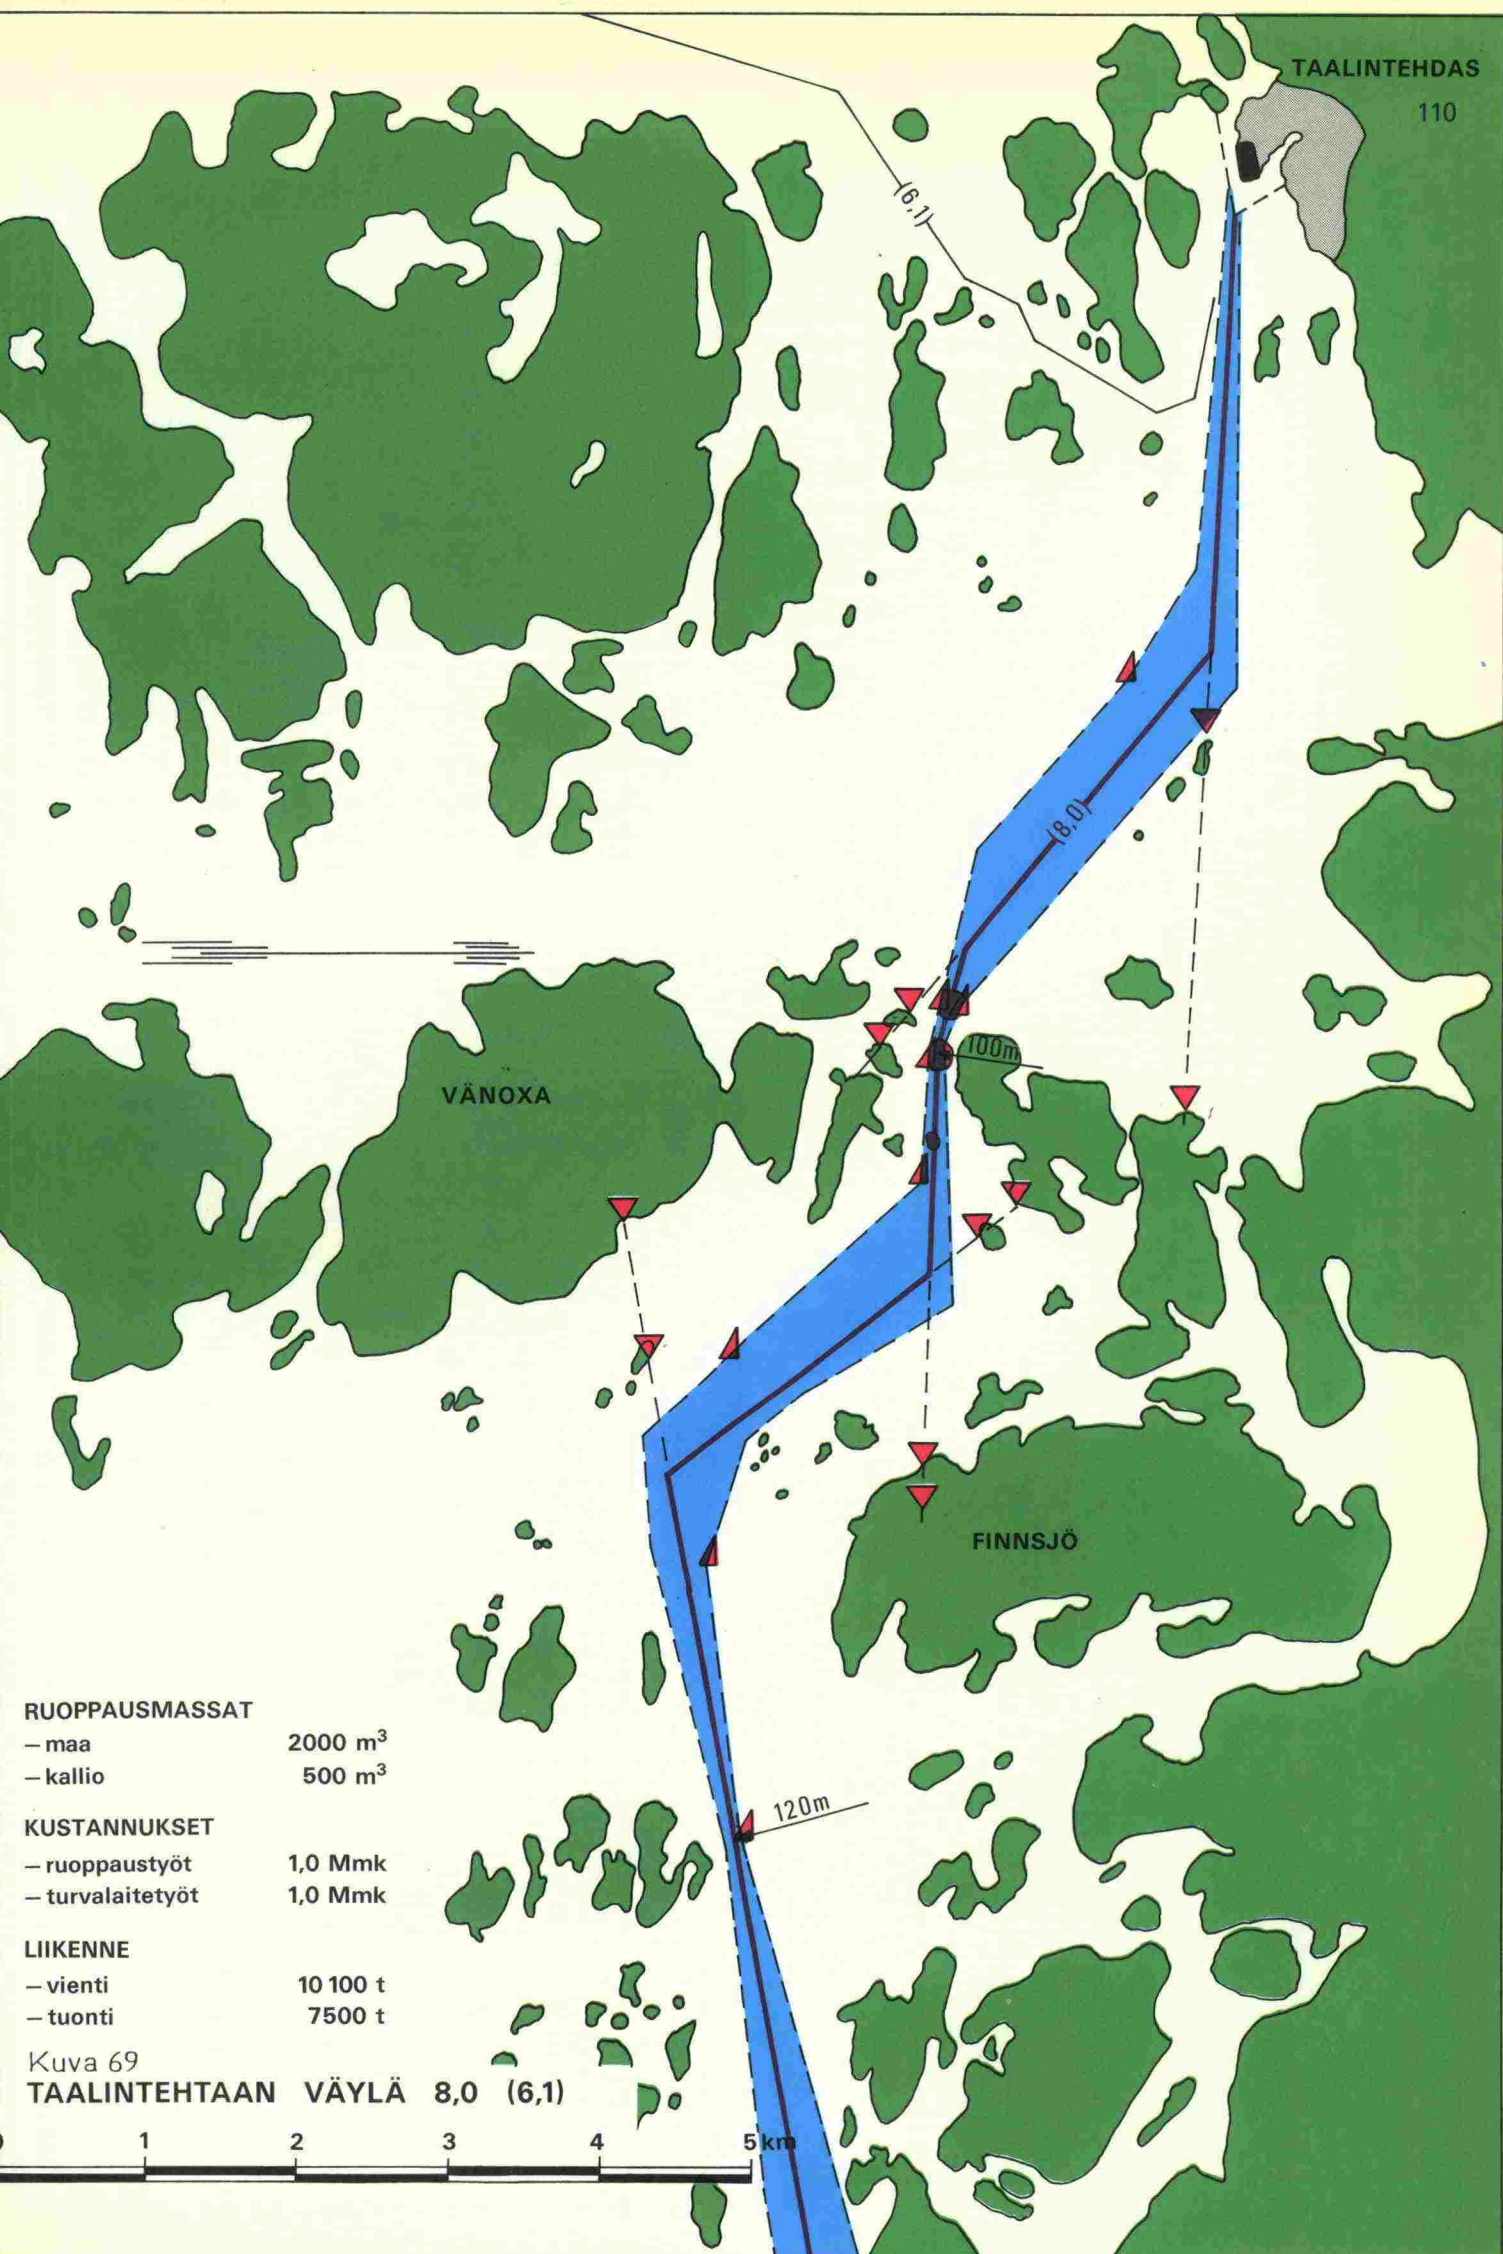 TAALINTEHDAS
110
(6,1)
(8,0)
100m
VÄNOXA
FINNSJÖ
120m
RUOPPAUSMASSAT
– maa 2000 m³
– kallio 500 m³
KUSTANNUKSET
– ruoppaustyöt 1,0 Mmk
– turvalaitetyöt 1,0 Mmk
LIIKENNE
– vienti 10 100 t
– tuonti 7500 t
Kuva 69
TAALINTEHTAAN VÄYLÄ 8,0 (6,1)
0 1 2 3 4 5 km